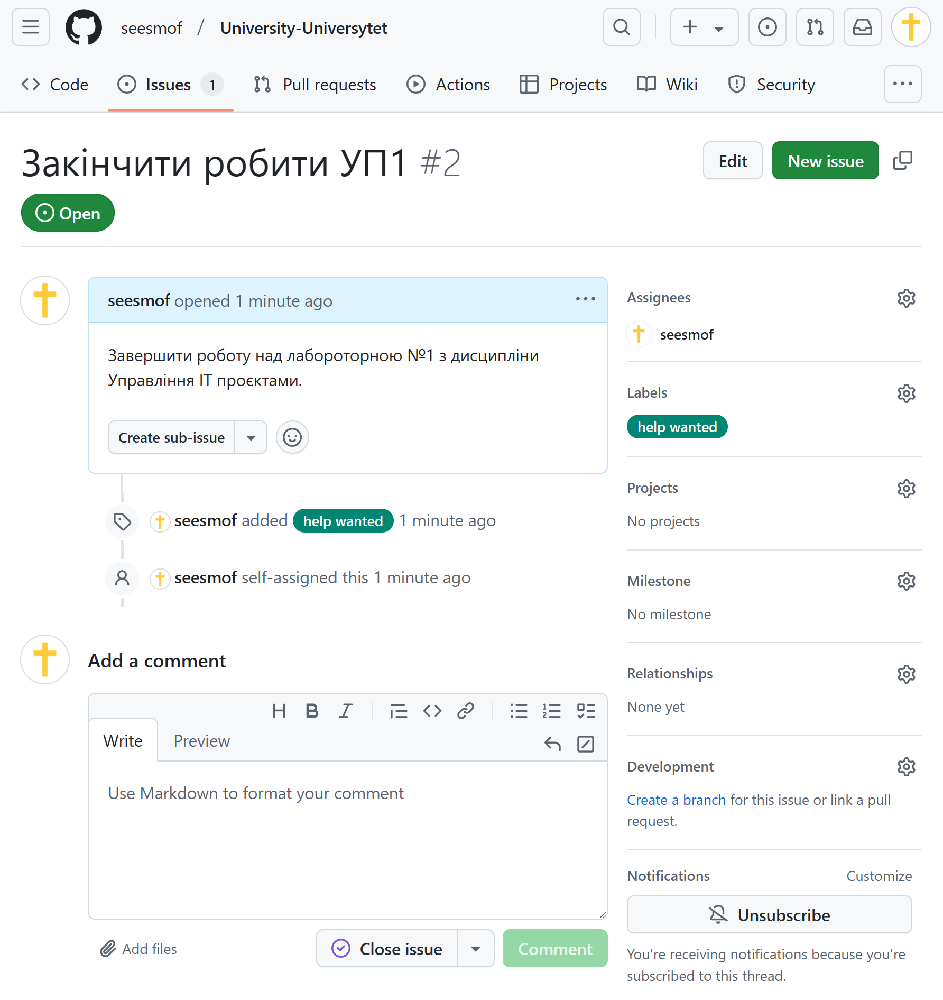 seesmof / University-Universytet
Code Issues 1 Pull requests Actions Projects Wiki Security
Закінчити робити УП1 #2
Edit New issue
Open
seesmof opened 1 minute ago
Завершити роботу над лабороторною №1 з дисципліни
Управління ІТ проєктами.
Create sub-issue
seesmof added help wanted 1 minute ago
seesmof self-assigned this 1 minute ago
Add a comment
Write Preview
Use Markdown to format your comment
Add files
Close issue Comment
Assignees
seesmof
Labels
help wanted
Projects
No projects
Milestone
No milestone
Relationships
None yet
Development
Create a branch for this issue or link a pull
request.
Notifications Customize
Unsubscribe
You're receiving notifications because you're
subscribed to this thread.